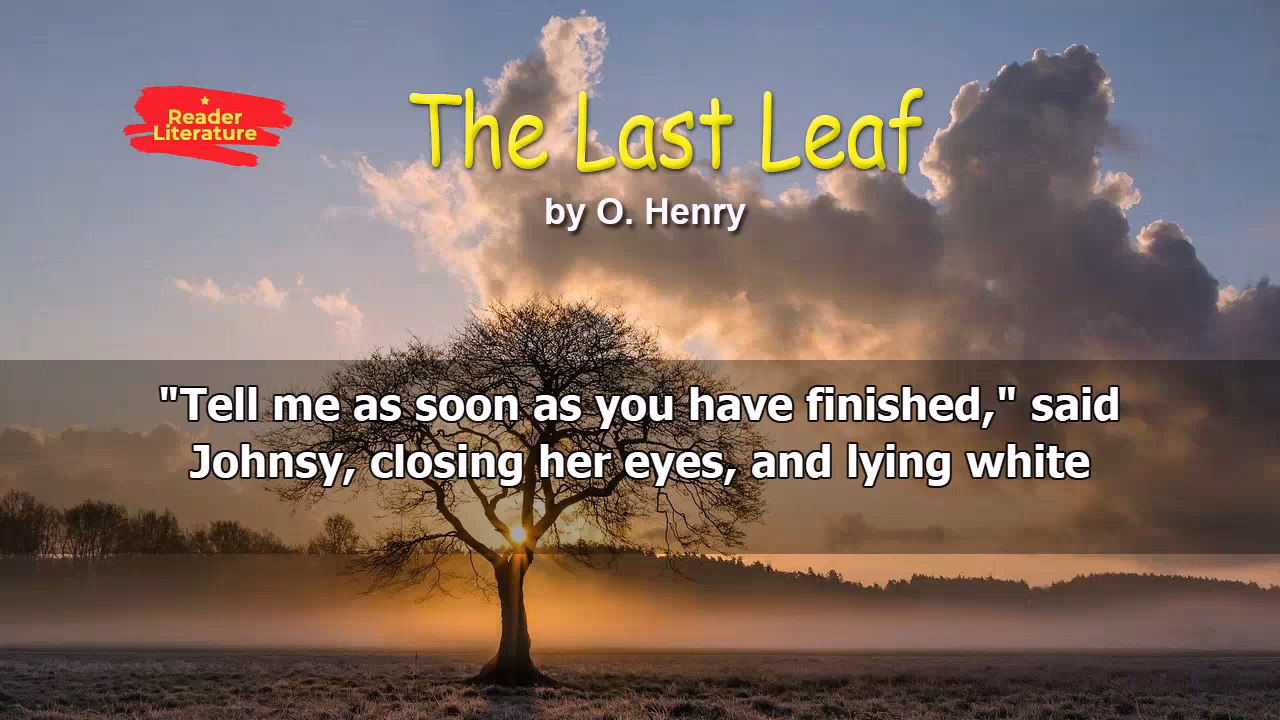 Reader
Literature
The Last Leaf
by O. Henry
"Tell me as soon as you have finished," said
Johnsy, closing her eyes, and lying white